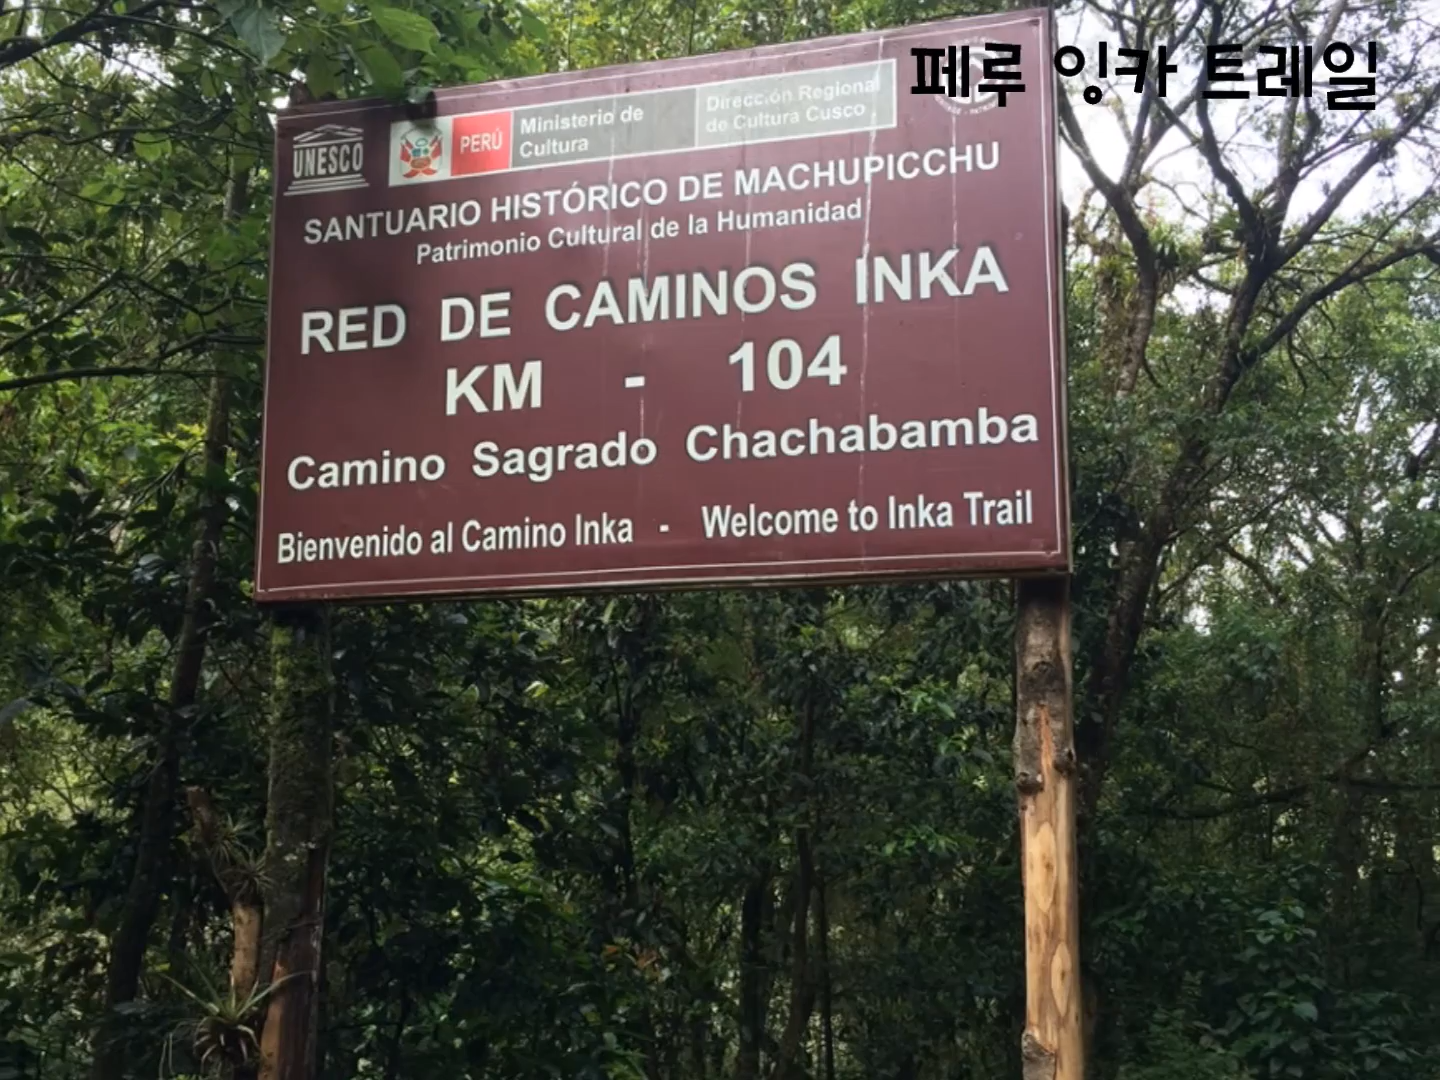 페루 잉카 트레일
UNESCO
PERÚ
Ministerio de
Cultura
Dirección Regional
de Cultura Cusco
SANTUARIO HISTÓRICO DE MACHUPICCHU
Patrimonio Cultural de la Humanidad
RED DE CAMINOS INKA
KM - 104
Camino Sagrado Chachabamba
Bienvenido al Camino Inka - Welcome to Inka Trail